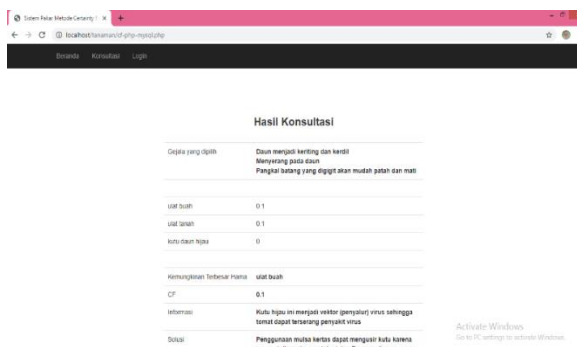 Sistem Pakar Metode Certainty
localhost/tanaman/cf-php-mysql.php
Beranda Konsultasi Login
Hasil Konsultasi
Gejala yang dipilih Daun menjadi keriting dan kerdil
Menyerang pada daun
Pangkal batang yang digigit akan mudah patah dan mati
ulat buah 0.1
ulat tanah 0.1
kutu daun hijau 0
Kemungkinan Terbesar Hama ulat buah
CF 0.1
Informasi Kutu hijau ini menjadi vektor (penyalur) virus sehingga
tomat dapat terserang penyakit virus
Solusi Penggunaan mulsa kertas dapat mengusir kutu karena
Activate Windows
Go to PC settings to activate Windows.